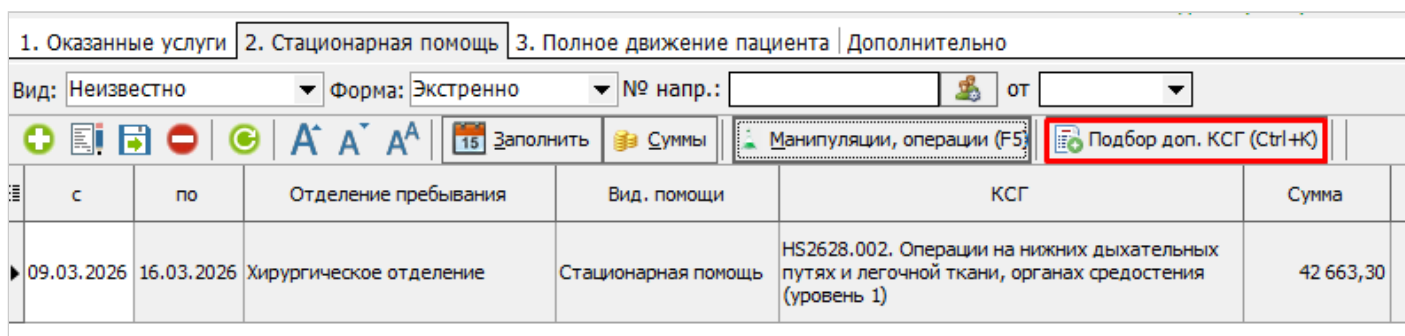 1. Оказанные услуги 2. Стационарная помощь 3. Полное движение пациента Дополнительно
Вид: Неизвестно Форма: Экстренно № напр.: от
15 Заполнить Суммы Манипуляции, операции (F5) Подбор доп. КСГ (Ctrl+K)
с по Отделение пребывания Вид. помощи КСГ Сумма
09.03.2026 16.03.2026 Хирургическое отделение Стационарная помощь HS2628.002. Операции на нижних дыхательных
путях и легочной ткани, органах средостения
(уровень 1)
42 663,30